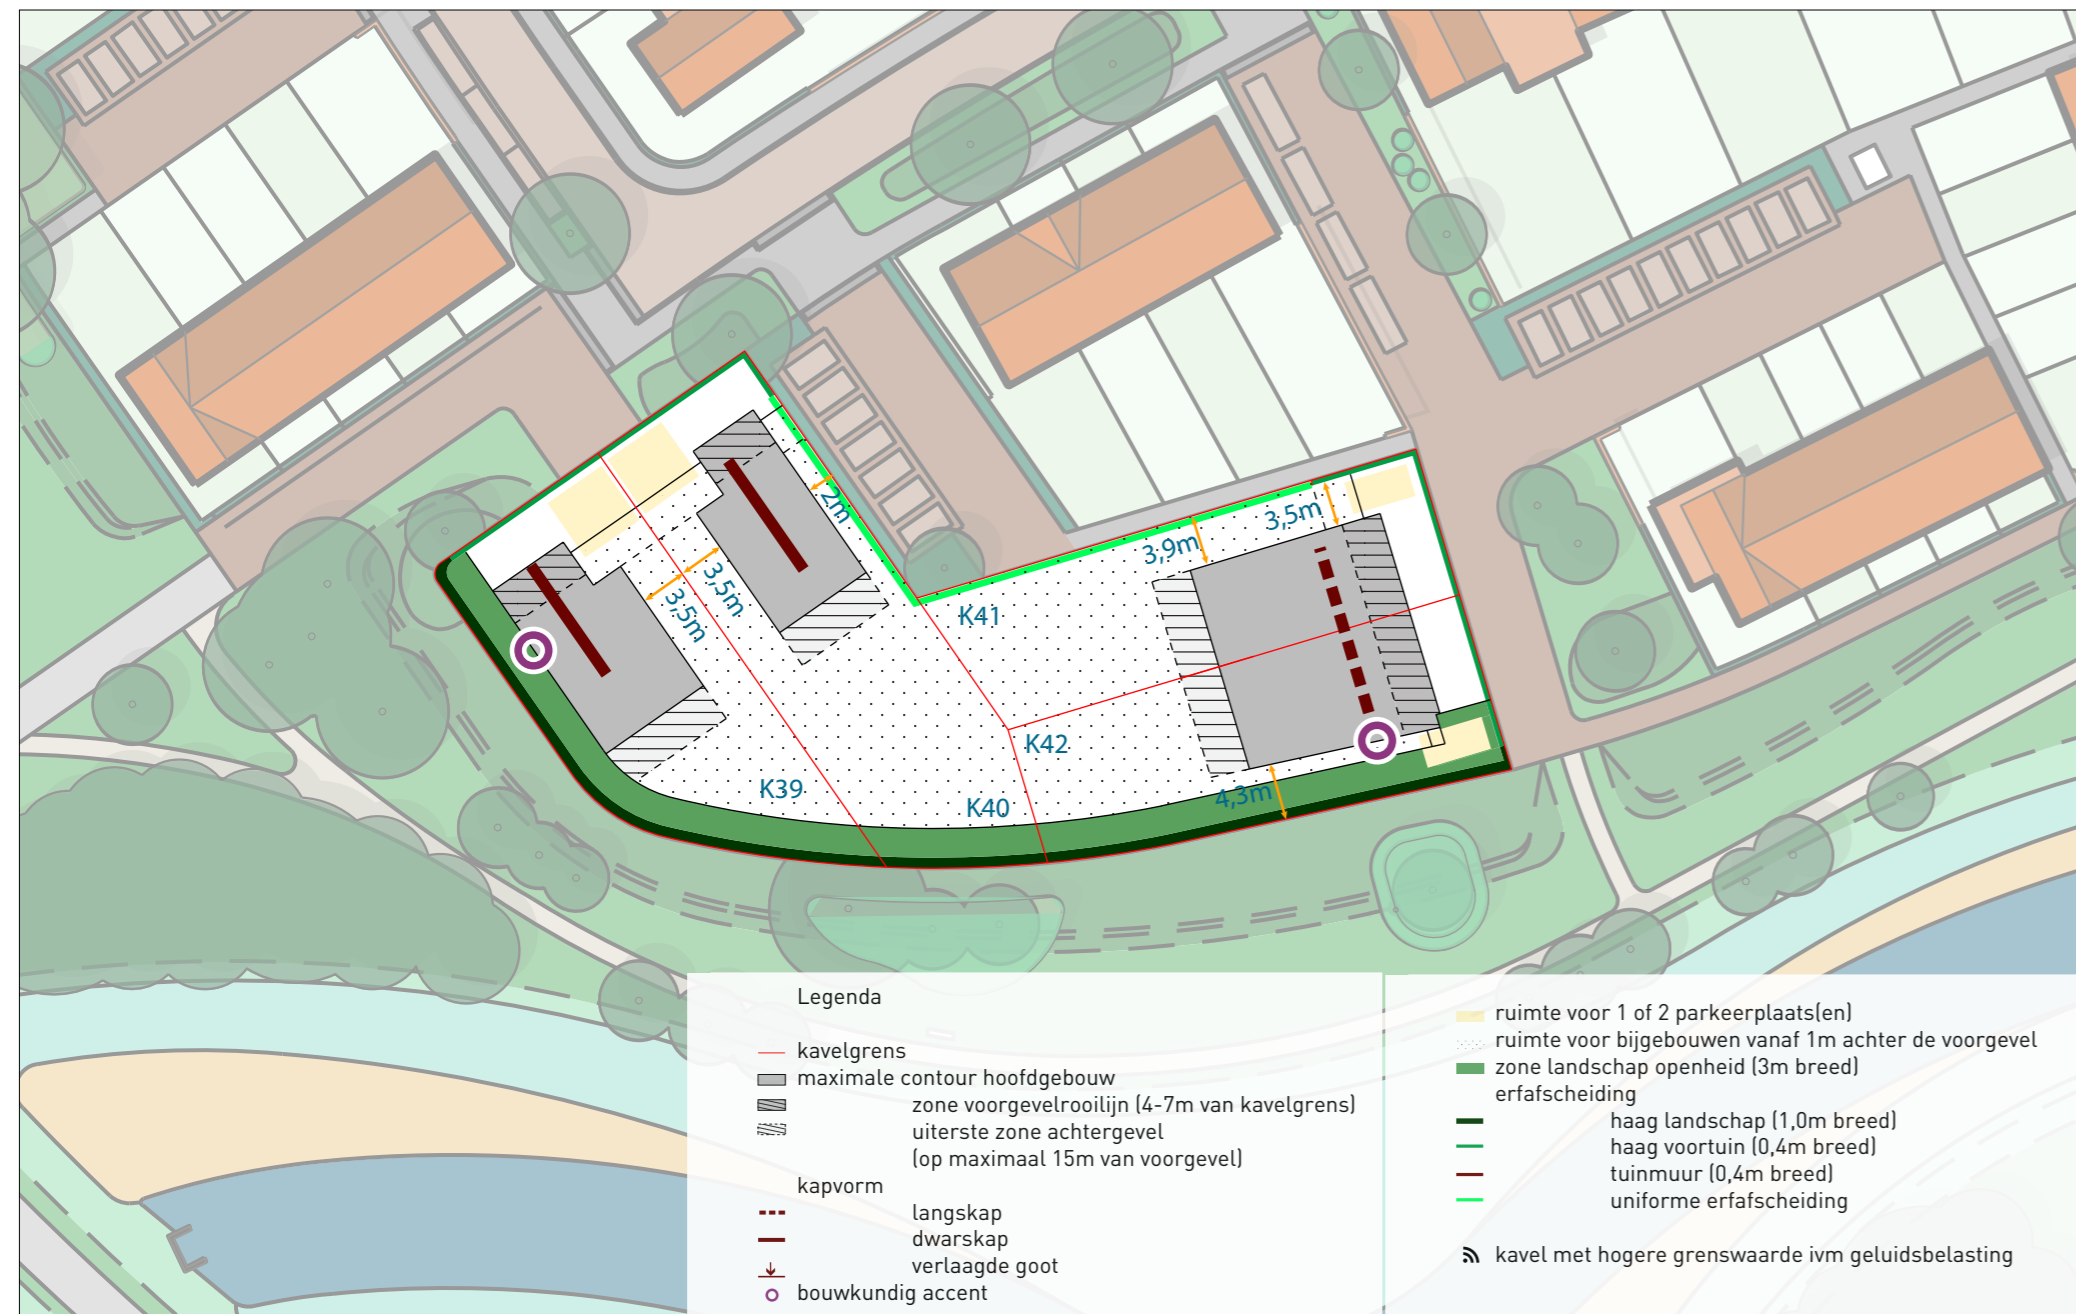 2m
3,5m
3,5m
3,9m
3,5m
K41
K42
K39
K40
4,3m
Legenda
kavelgrens
maximale contour hoofdgebouw
zone voorgevelrooilijn (4-7m van kavelgrens)
uiterste zone achtergevel
(op maximaal 15m van voorgevel)
kapvorm
langskap
dwarskap
verlaagde goot
bouwkundig accent
ruimte voor 1 of 2 parkeerplaats(en)
ruimte voor bijgebouwen vanaf 1m achter de voorgevel
zone landschap openheid (3m breed)
erfafscheiding
haag landschap (1,0m breed)
haag voortuin (0,4m breed)
tuinmuur (0,4m breed)
uniforme erfafscheiding
kavel met hogere grenswaarde ivm geluidsbelasting